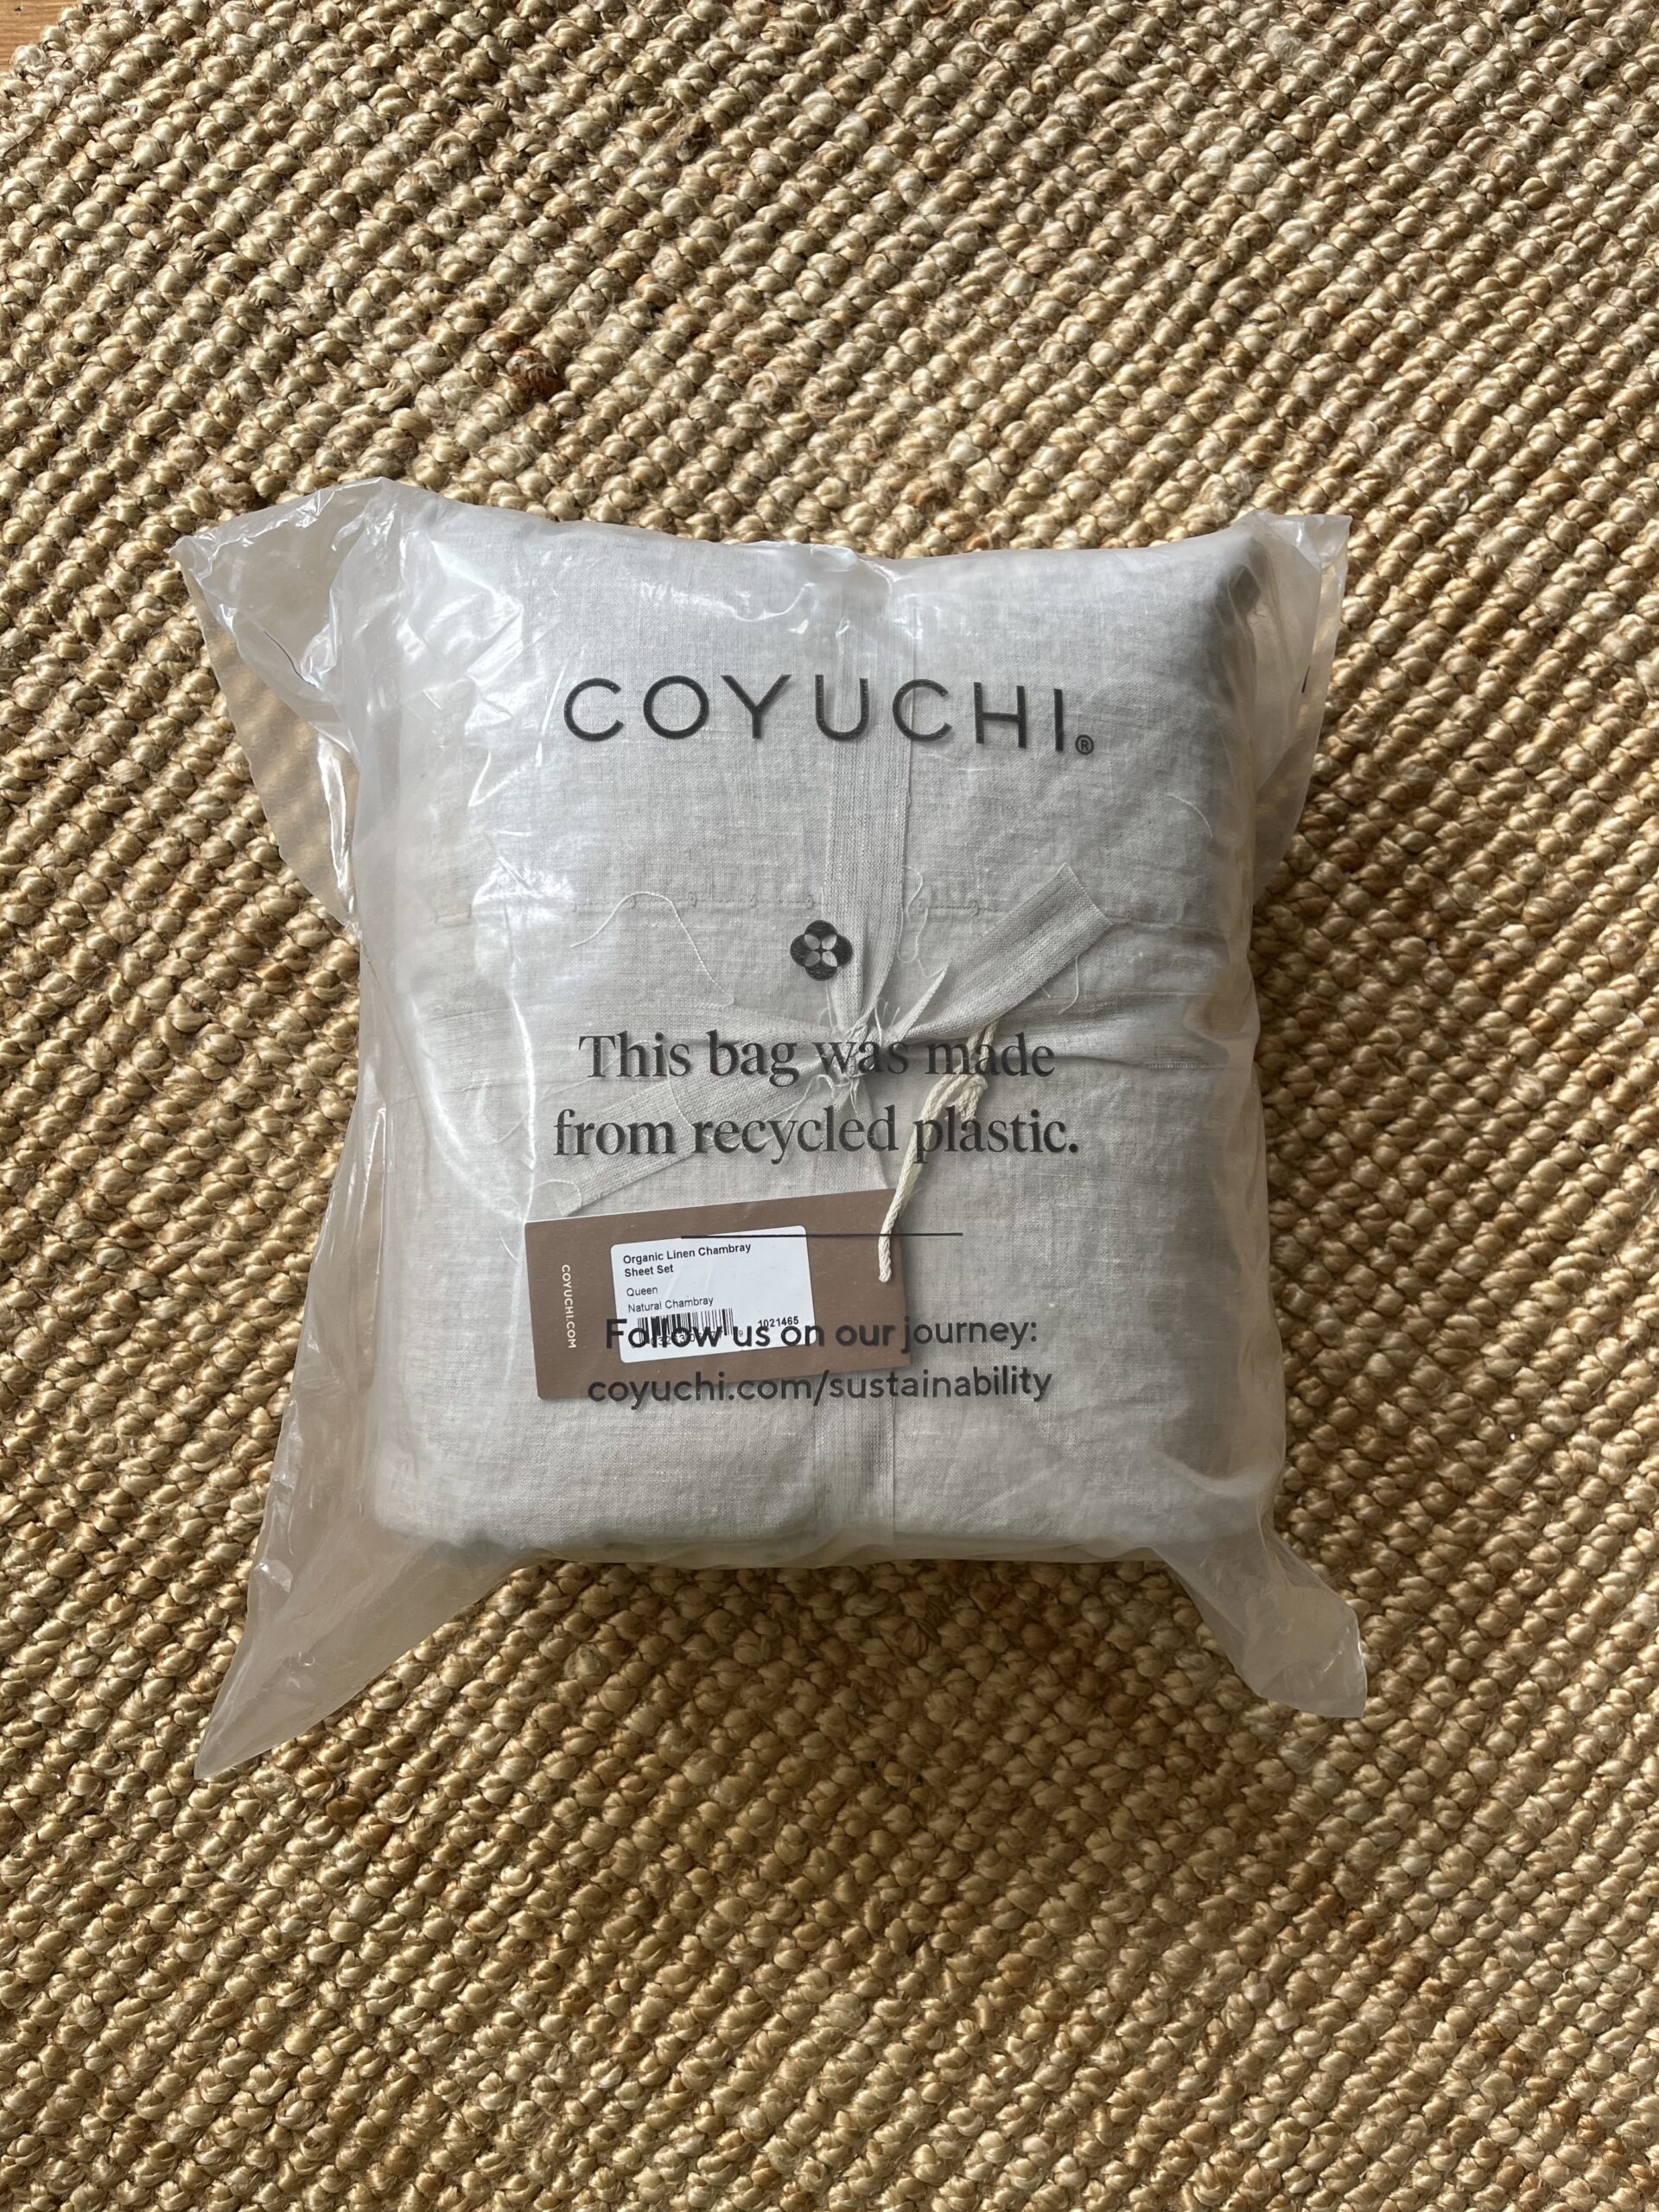 COYUCHI®
This bag was made
from recycled plastic.
COYUCHI.COM
Organic Linen Chambray
Sheet Set
Queen
Natural Chambray
1021465
Follow us on our journey:
coyuchi.com/sustainability